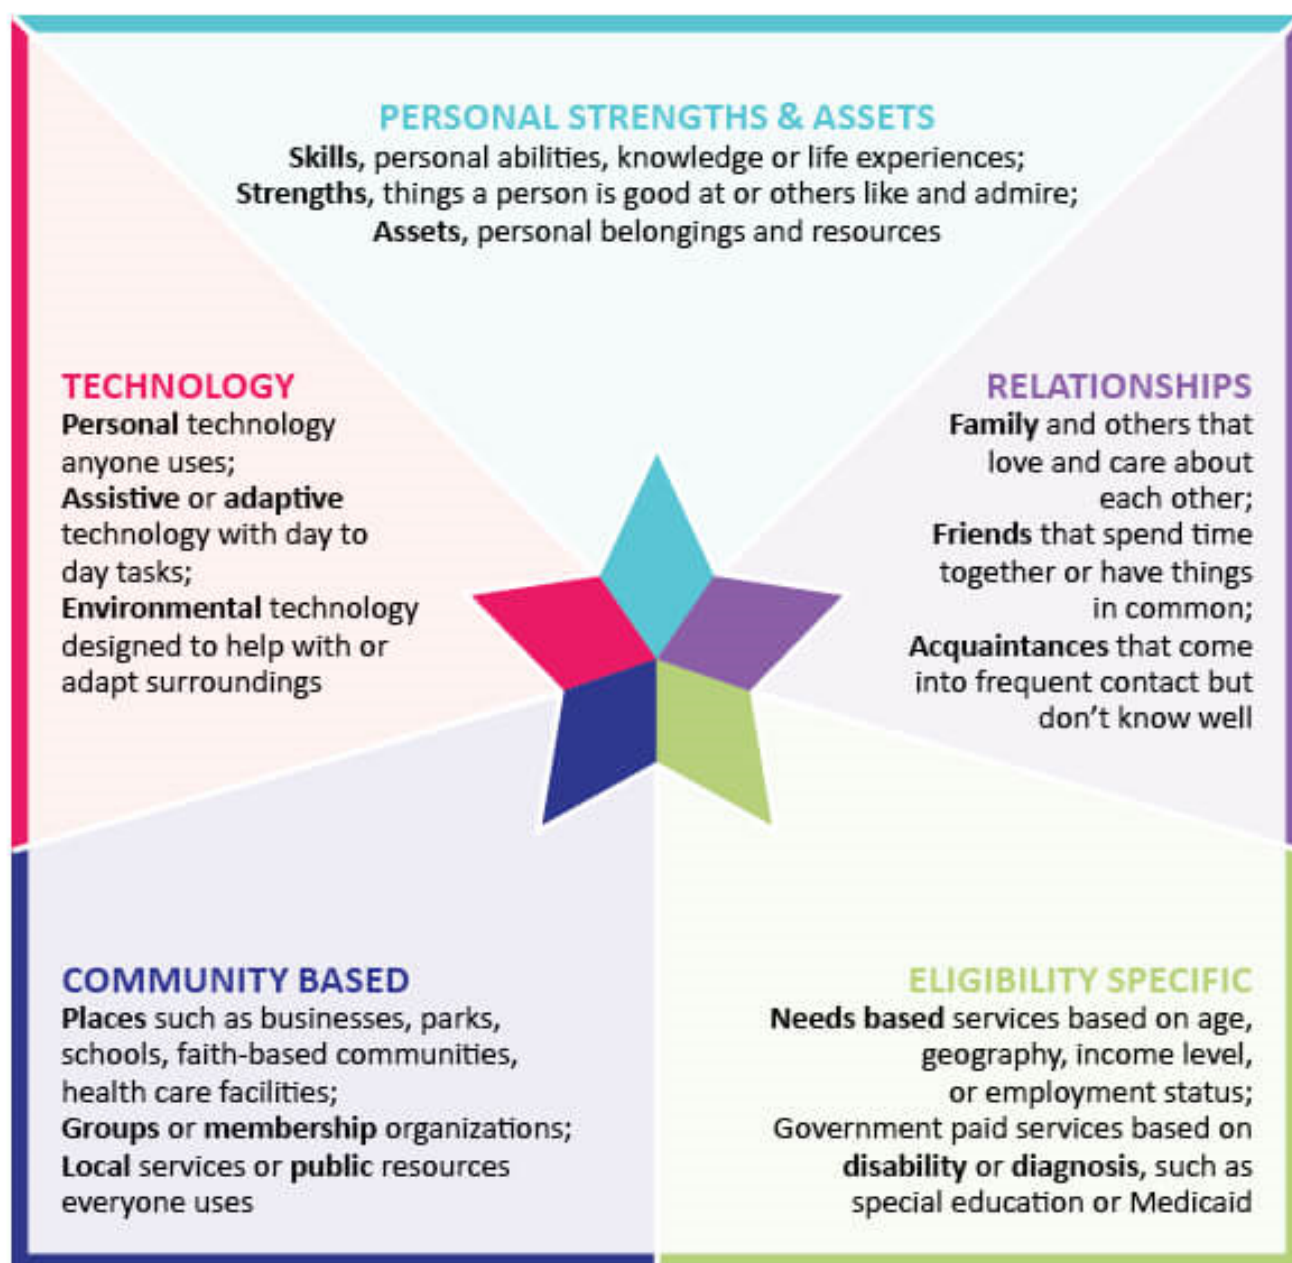 PERSONAL STRENGTHS & ASSETS
Skills, personal abilities, knowledge or life experiences;
Strengths, things a person is good at or others like and admire;
Assets, personal belongings and resources
TECHNOLOGY
Personal technology
anyone uses;
Assistive or adaptive
technology with day to
day tasks;
Environmental technology
designed to help with or
adapt surroundings
RELATIONSHIPS
Family and others that
love and care about
each other;
Friends that spend time
together or have things
in common;
Acquaintances that come
into frequent contact but
don't know well
COMMUNITY BASED
Places such as businesses, parks,
schools, faith-based communities,
health care facilities;
Groups or membership organizations;
Local services or public resources
everyone uses
ELIGIBILITY SPECIFIC
Needs based services based on age,
geography, income level,
or employment status;
Government paid services based on
disability or diagnosis, such as
special education or Medicaid